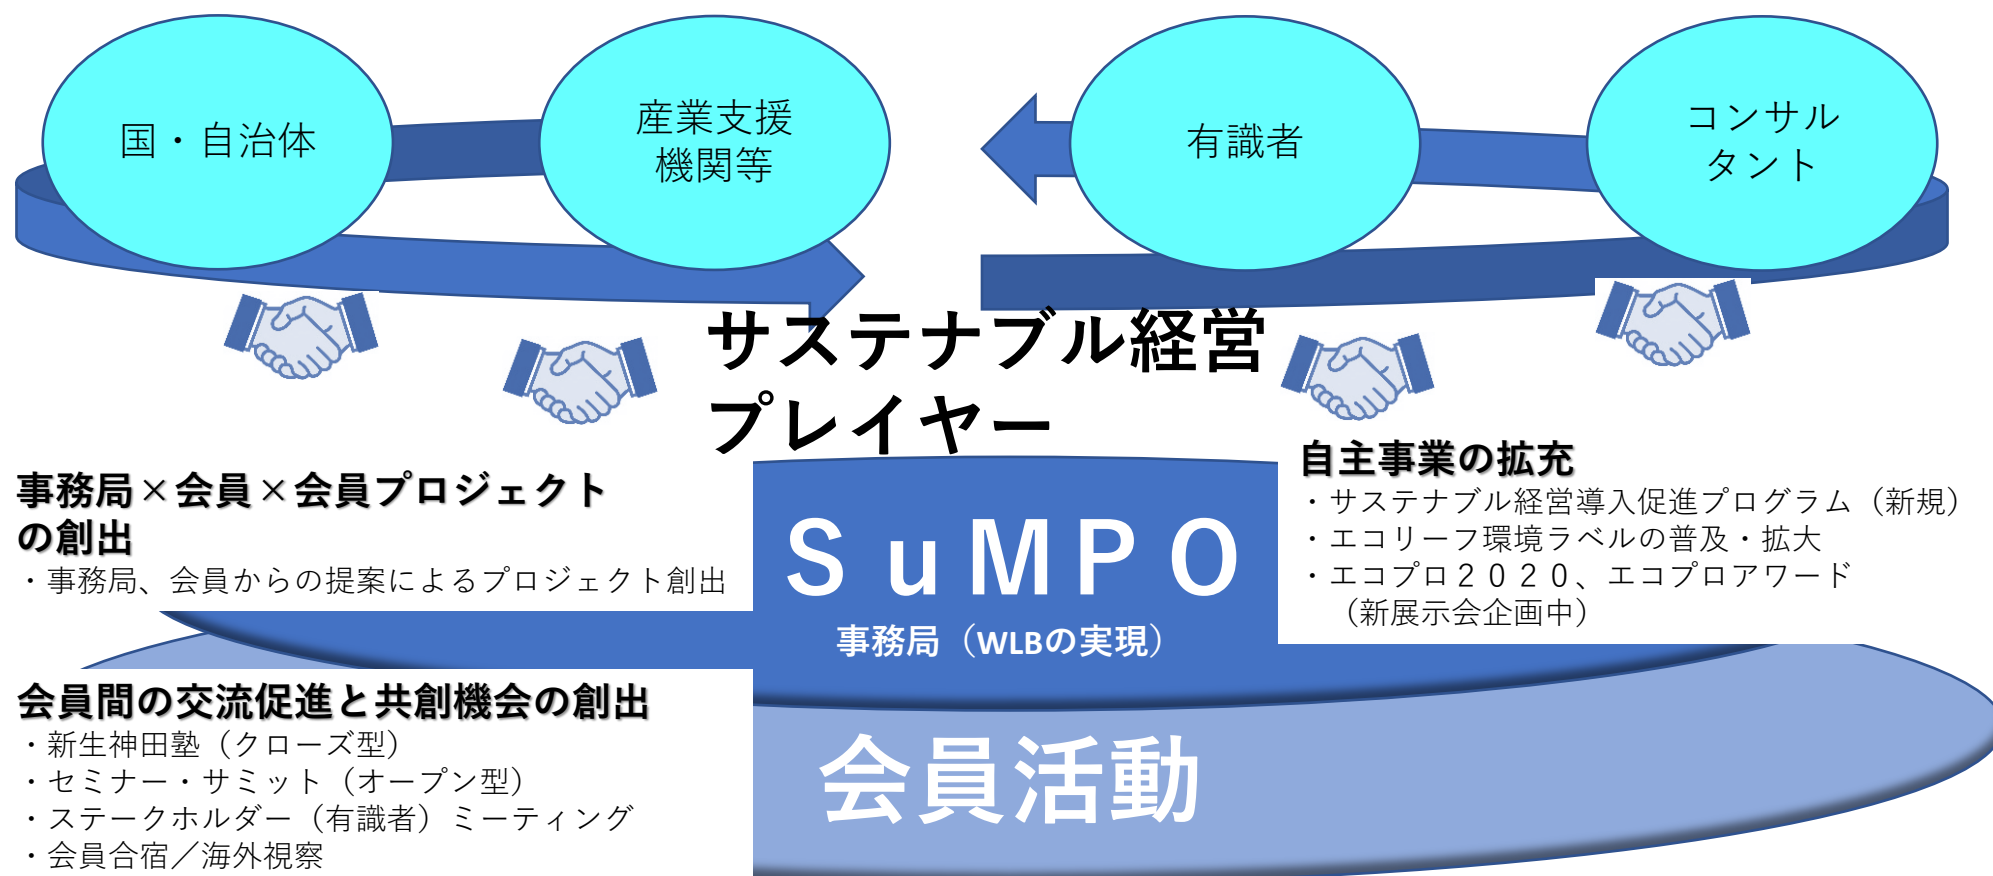 国・自治体
産業支援
機関等
有識者
コンサル
タント
サステナブル経営
プレイヤー
事務局×会員×会員プロジェクト
の創出
・事務局、会員からの提案によるプロジェクト創出
自主事業の拡充
・サステナブル経営導入促進プログラム（新規）
・エコリーフ環境ラベルの普及・拡大
・エコプロ２０２０、エコプロアワード
（新展示会企画中）
ＳｕＭＰＯ
事務局（WLBの実現）
会員間の交流促進と共創機会の創出
・新生神田塾（クローズ型）
・セミナー・サミット（オープン型）
・ステークホルダー（有識者）ミーティング
・会員合宿／海外視察
会員活動